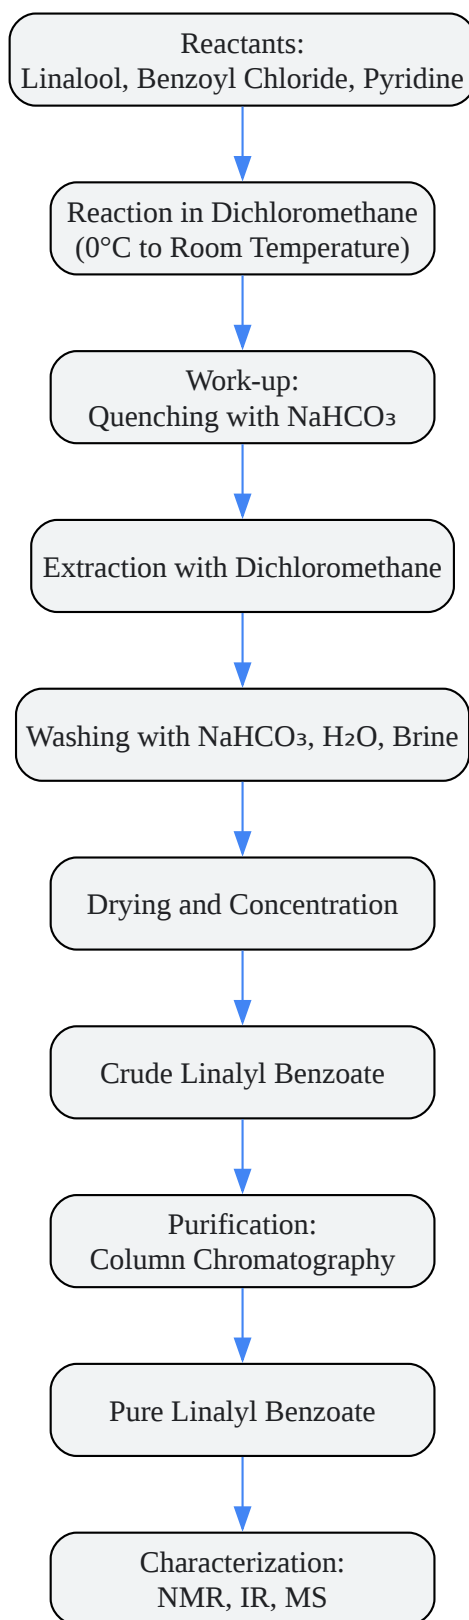 Reactants:
Linalool, Benzoyl Chloride, Pyridine
Reaction in Dichloromethane
(0°C to Room Temperature)
Work-up:
Quenching with NaHCO₃
Extraction with Dichloromethane
Washing with NaHCO₃, H₂O, Brine
Drying and Concentration
Crude Linalyl Benzoate
Purification:
Column Chromatography
Pure Linalyl Benzoate
Characterization:
NMR, IR, MS